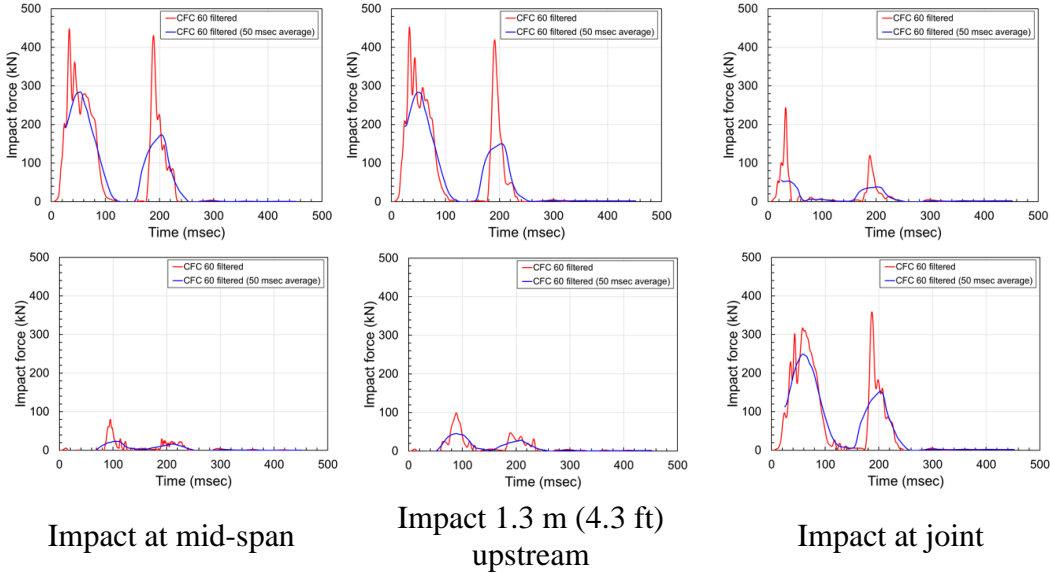 500
400
300
200
100
0
Impact force (kN)
CFC 60 filtered
CFC 60 filtered (50 msec average)
0 100 200 300 400 500
Time (msec)
500
400
300
200
100
0
Impact force (kN)
CFC 60 filtered
CFC 60 filtered (50 msec average)
0 100 200 300 400 500
Time (msec)
500
400
300
200
100
0
Impact force (kN)
CFC 60 filtered
CFC 60 filtered (50 msec average)
0 100 200 300 400 500
Time (msec)
500
400
300
200
100
0
Impact force (kN)
CFC 60 filtered
CFC 60 filtered (50 msec average)
0 100 200 300 400 500
Time (msec)
500
400
300
200
100
0
Impact force (kN)
CFC 60 filtered
CFC 60 filtered (50 msec average)
0 100 200 300 400 500
Time (msec)
500
400
300
200
100
0
Impact force (kN)
CFC 60 filtered
CFC 60 filtered (50 msec average)
0 100 200 300 400 500
Time (msec)
Impact at mid-span
Impact 1.3 m (4.3 ft)
upstream
Impact at joint